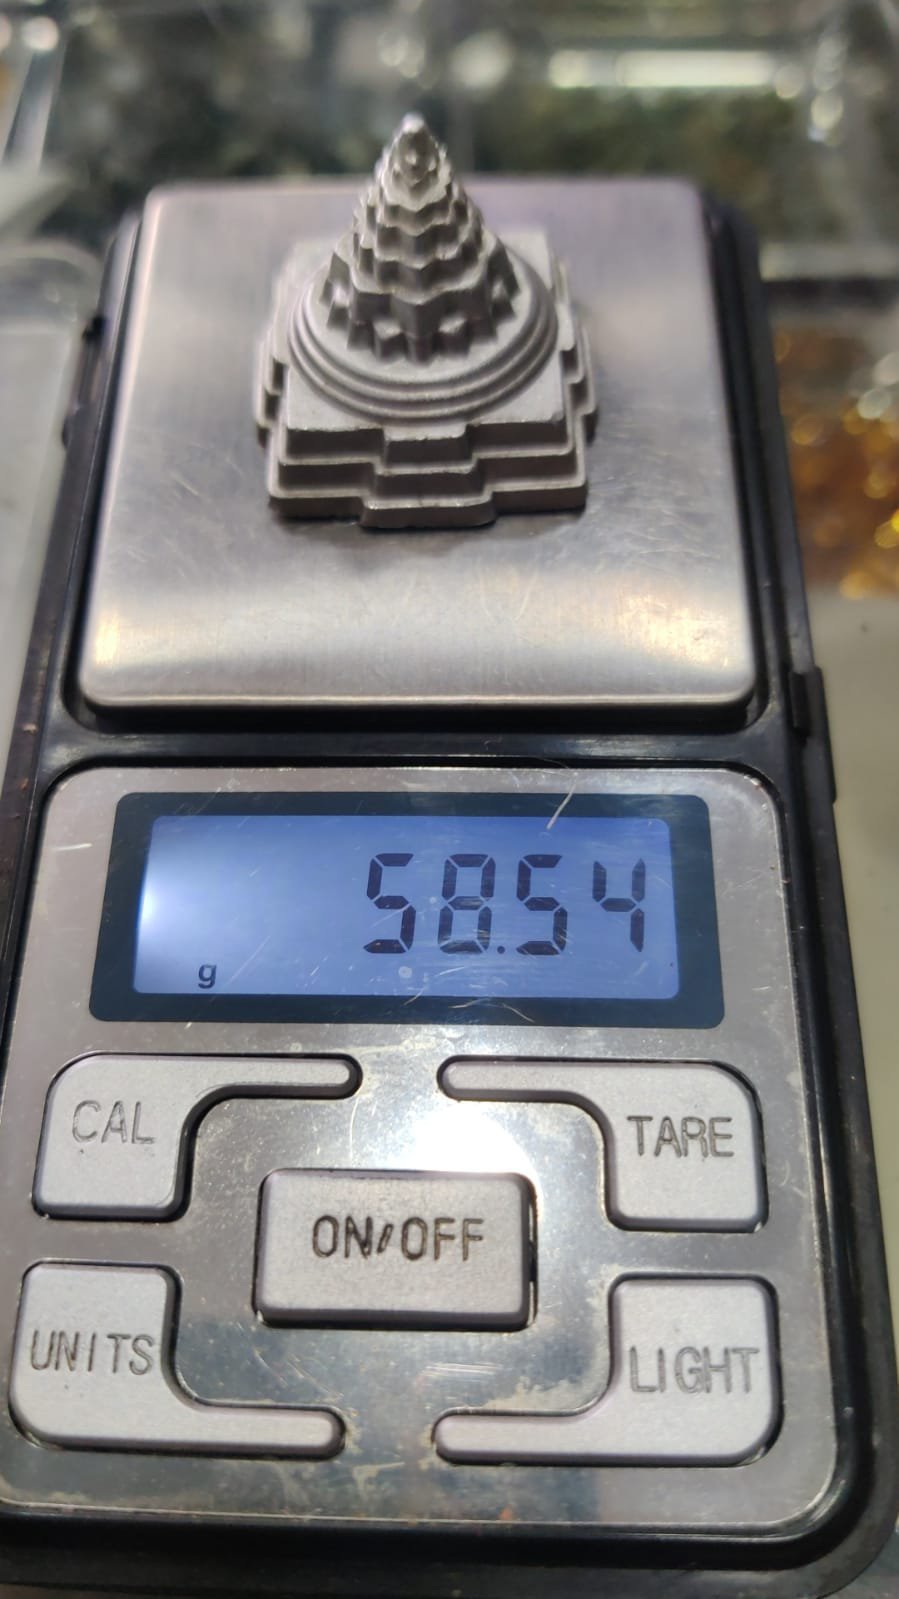 58.54
g
CAL
TARE
ON/OFF
UNITS
LIGHT